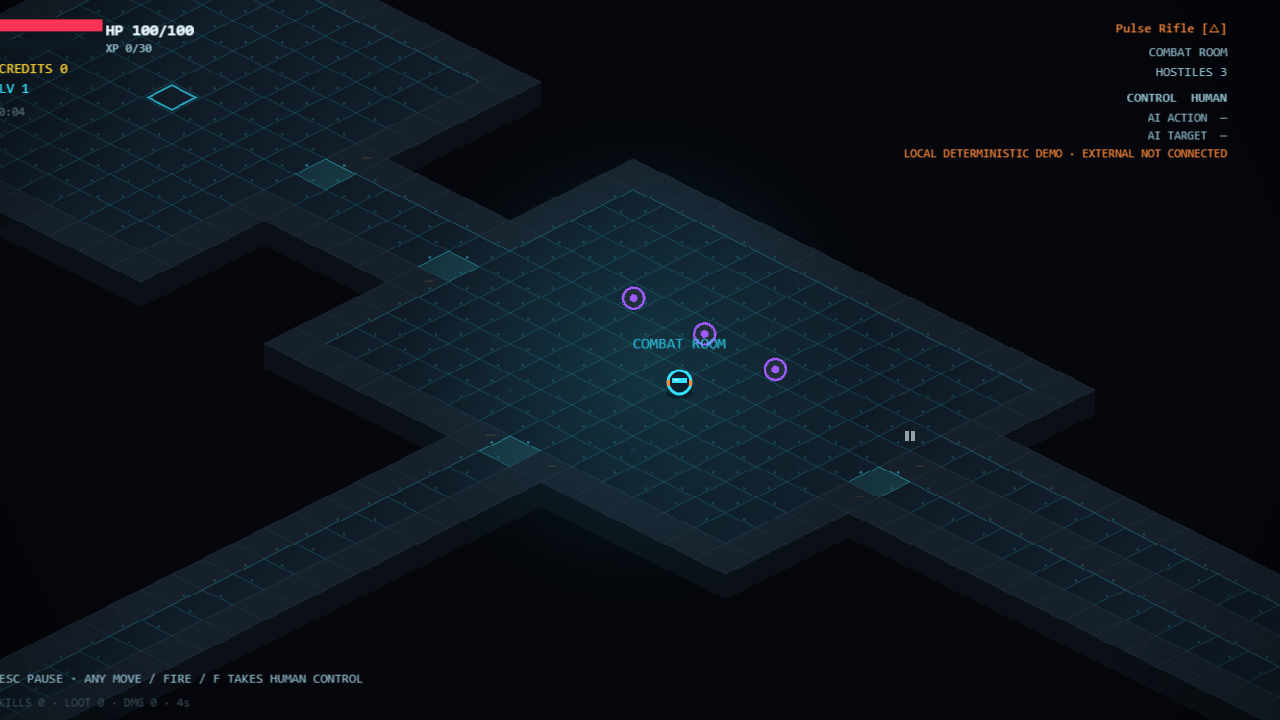 HP 100/100
XP 0/30
CREDITS 0
LV 1
0:04
Pulse Rifle [△]
COMBAT ROOM
HOSTILES 3
CONTROL HUMAN
AI ACTION —
AI TARGET —
LOCAL DETERMINISTIC DEMO · EXTERNAL NOT CONNECTED
COMBAT ROOM
ESC PAUSE · ANY MOVE / FIRE / F TAKES HUMAN CONTROL
KILLS 0 · LOOT 0 · DMG 0 · 4s